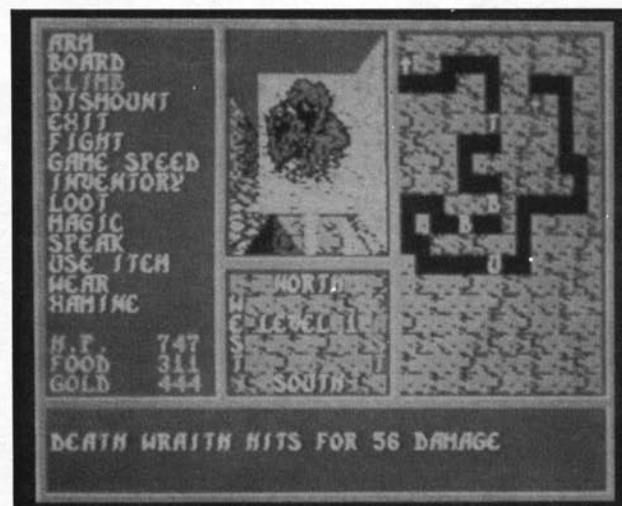 ARM
BOARD
CLIMB
DISMOUNT
EXIT
FIGHT
GAME SPEED
INVENTORY
LOOT
MAGIC
SPEAK
USE ITEM
WEAR
XAMINE
H.P. 747
FOOD 311
GOLD 444
NORTH
WEST
LEVEL 1
SOUTH
DEATH WRAITH HITS FOR 56 DAMAGE